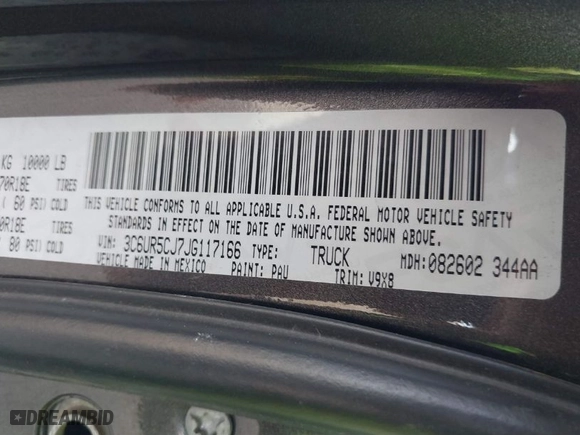 KG 10000 LB
70R18E TIRES
( 60 PSI) COLD
0R18E TIRES
80 PSI) COLD
THIS VEHICLE CONFORMS TO ALL APPLICABLE U.S.A. FEDERAL MOTOR VEHICLE SAFETY
STANDARDS IN EFFECT ON THE DATE OF MANUFACTURE SHOWN ABOVE.
VIN: 3C6UR5CJ7JG117166 TYPE: TRUCK MDH:082602 344AA
VEHICLE MADE IN MEXICO PAINT: PAU TRIM: V9X8
DREAMBID